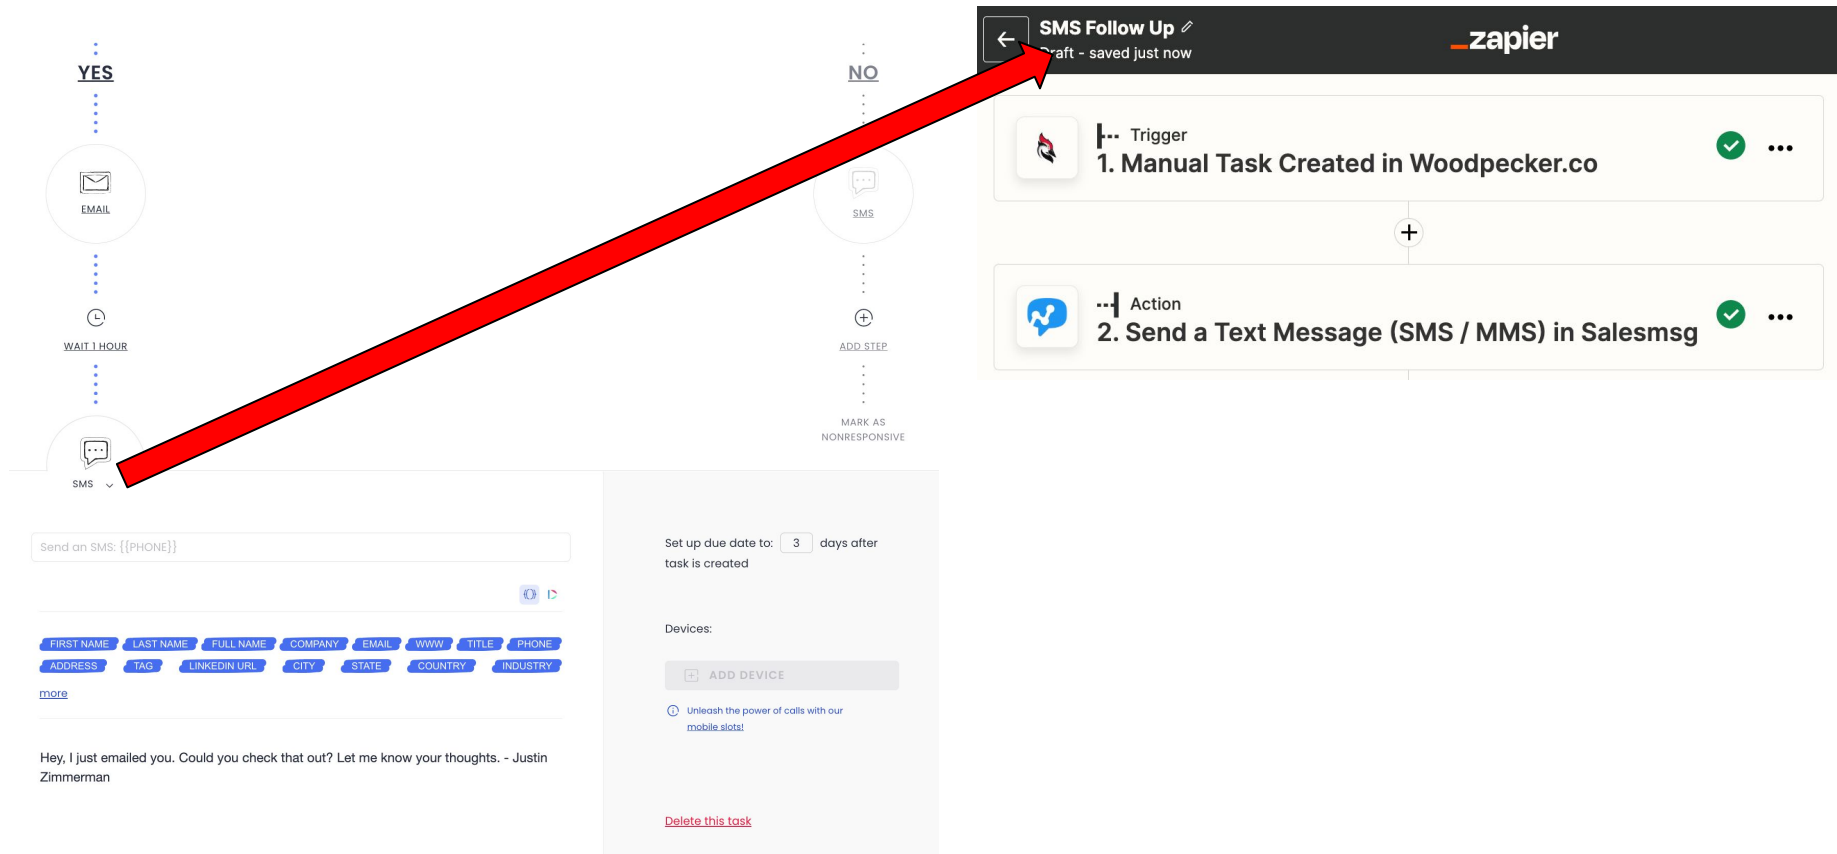 YES
EMAIL
WAIT 1 HOUR
SMS
NO
SMS
ADD STEP
MARK AS
NONRESPONSIVE
Send an SMS: {{PHONE}}
FIRST NAME LAST NAME FULL NAME COMPANY EMAIL WWW TITLE PHONE
ADDRESS TAG LINKEDIN URL CITY STATE COUNTRY INDUSTRY
more
Hey, I just emailed you. Could you check that out? Let me know your thoughts. - Justin
Zimmerman
Set up due date to: 3 days after
task is created
Devices:
ADD DEVICE
Unleash the power of calls with our
mobile slots!
Delete this task
SMS Follow Up
Draft - saved just now
_zapier
Trigger
1. Manual Task Created in Woodpecker.co
Action
2. Send a Text Message (SMS / MMS) in Salesmsg